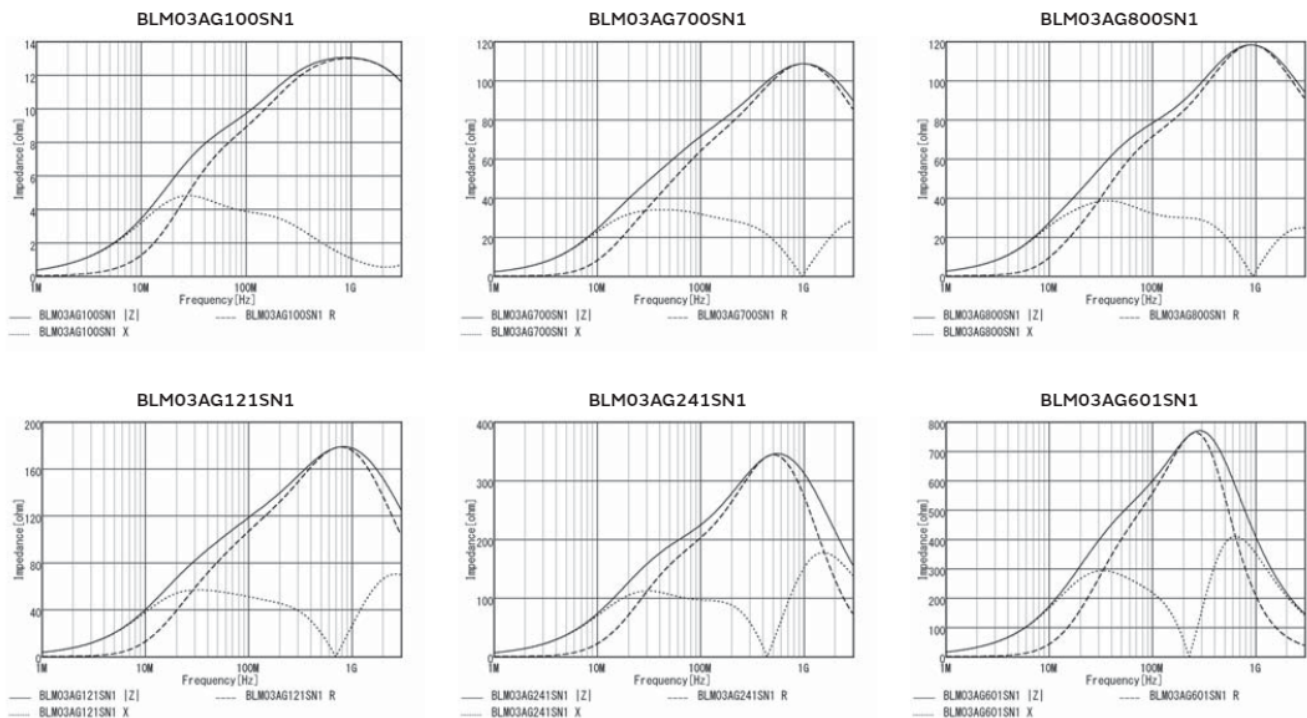 BLM03AG100SN1
14
12
10
8
6
4
2
0
Impedance[ohm]
1M 10M 100M 1G
Frequency[Hz]
BLM03AG100SN1 |Z| BLM03AG100SN1 R
BLM03AG100SN1 X
BLM03AG700SN1
120
100
80
60
40
20
0
Impedance[ohm]
1M 10M 100M 1G
Frequency[Hz]
BLM03AG700SN1 |Z| BLM03AG700SN1 R
BLM03AG700SN1 X
BLM03AG800SN1
120
100
80
60
40
20
0
Impedance[ohm]
1M 10M 100M 1G
Frequency[Hz]
BLM03AG800SN1 |Z| BLM03AG800SN1 R
BLM03AG800SN1 X
BLM03AG121SN1
200
160
120
80
40
0
Impedance[ohm]
1M 10M 100M 1G
Frequency[Hz]
BLM03AG121SN1 |Z| BLM03AG121SN1 R
BLM03AG121SN1 X
BLM03AG241SN1
400
300
200
100
0
Impedance[ohm]
1M 10M 100M 1G
Frequency[Hz]
BLM03AG241SN1 |Z| BLM03AG241SN1 R
BLM03AG241SN1 X
BLM03AG601SN1
800
700
600
500
400
300
200
100
0
Impedance[ohm]
1M 10M 100M 1G
Frequency[Hz]
BLM03AG601SN1 |Z| BLM03AG601SN1 R
BLM03AG601SN1 X